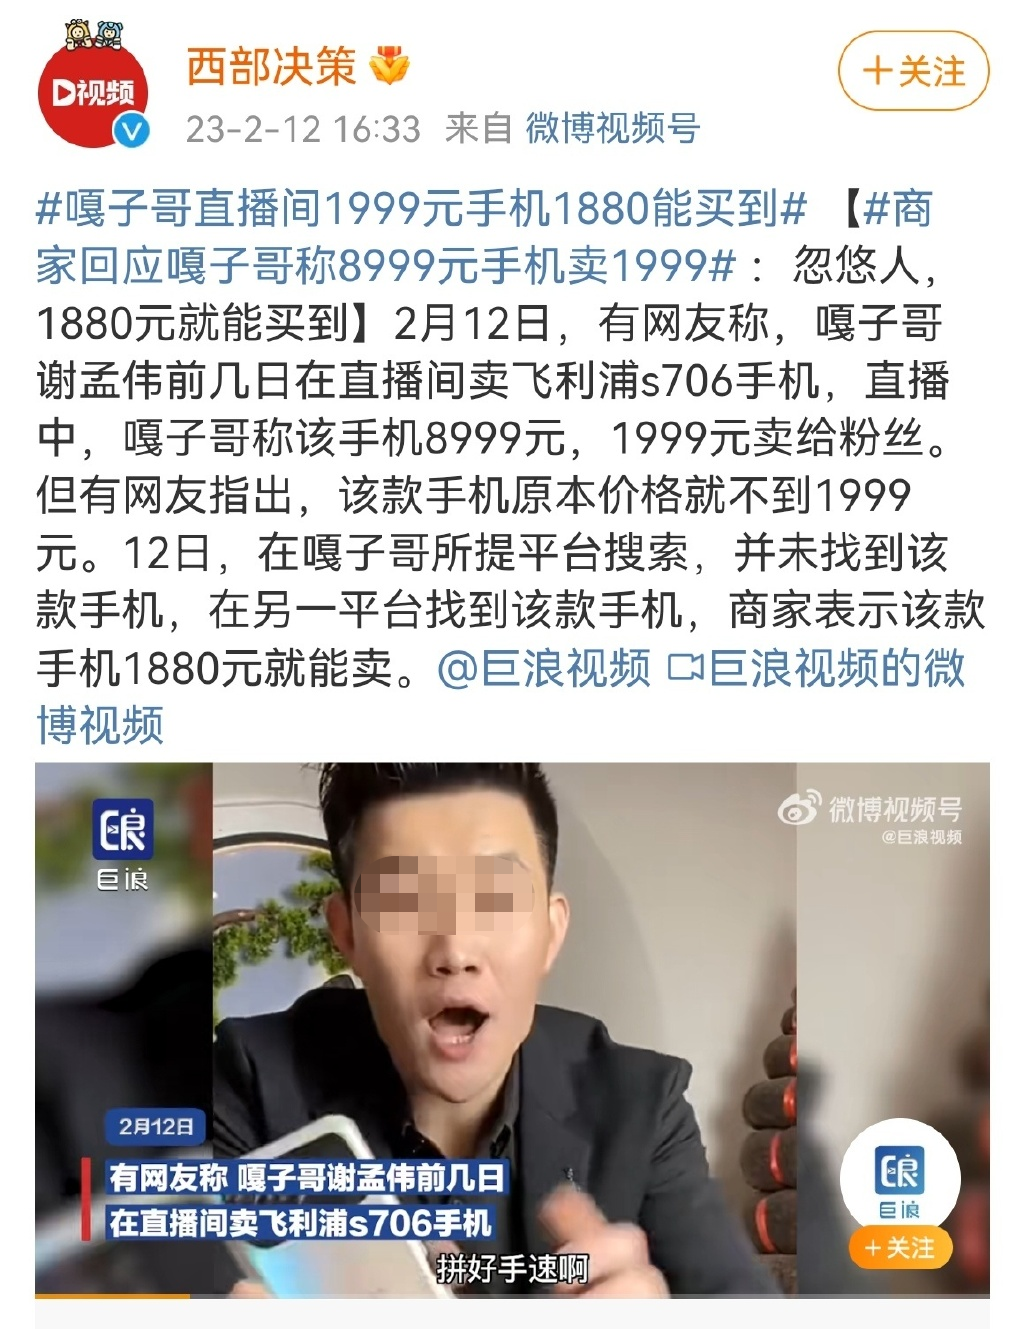 D视频
西部决策
+关注
23-2-12 16:33 来自 微博视频号
#嘎子哥直播间1999元手机1880能买到# 【#商
家回应嘎子哥称8999元手机卖1999#：忽悠人，
1880元就能买到】2月12日，有网友称，嘎子哥
谢孟伟前几日在直播间卖飞利浦s706手机，直播
中，嘎子哥称该手机8999元，1999元卖给粉丝。
但有网友指出，该款手机原本价格就不到1999
元。12日，在嘎子哥所提平台搜索，并未找到该
款手机，在另一平台找到该款手机，商家表示该款
手机1880元就能卖。@巨浪视频 巨浪视频的微
博视频
巨浪
微博视频号
@巨浪视频
2月12日
有网友称 嘎子哥谢孟伟前几日
在直播间卖飞利浦s706手机
拼好手速啊
巨浪
+关注